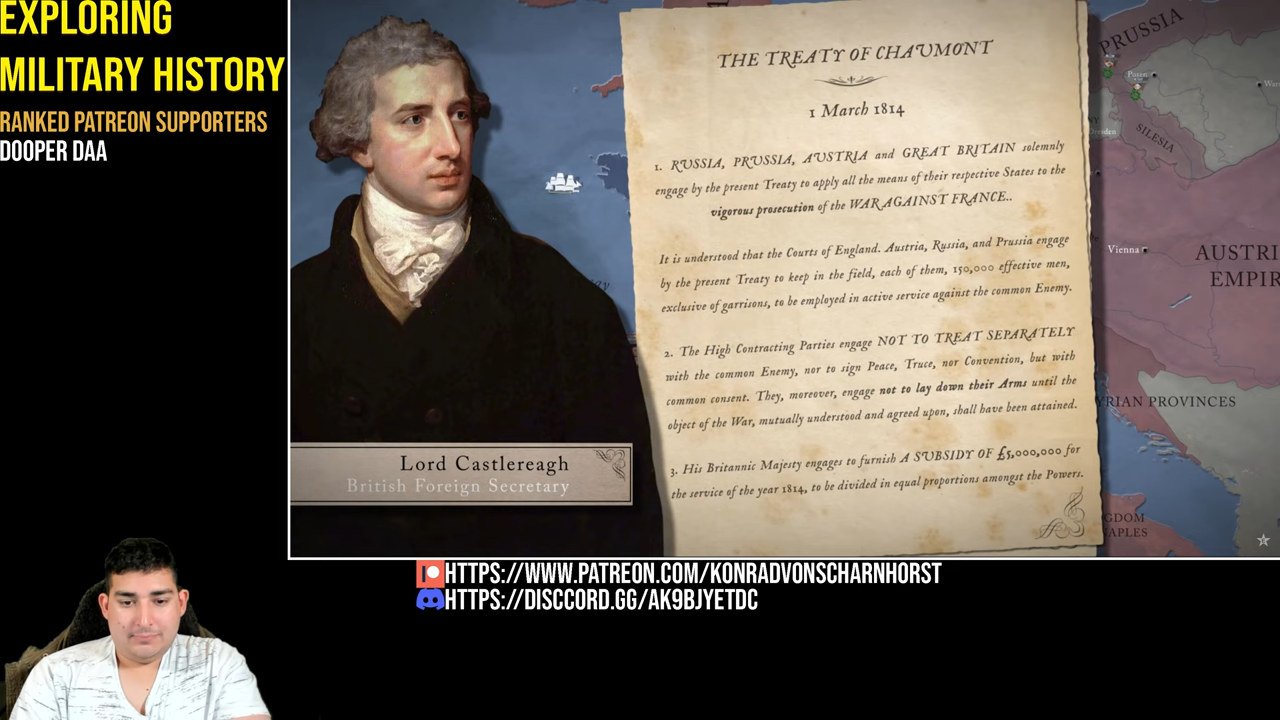 EXPLORING
MILITARY HISTORY
RANKED PATREON SUPPORTERS
DOOPER DAA
THE TREATY OF CHAUMONT
1 March 1814
1. RUSSIA, PRUSSIA, AUSTRIA and GREAT BRITAIN solemnly
engage by the present Treaty to apply all the means of their respective States to the
vigorous prosecution of the WAR AGAINST FRANCE..
It is understood that the Courts of England. Austria, Russia, and Prussia engage
by the present Treaty to keep in the field, each of them, 150,000 effective men,
exclusive of garrisons, to be employed in active service against the common Enemy.
2. The High Contracting Parties engage NOT TO TREAT SEPARATELY
with the common Enemy, nor to sign Peace, Truce, nor Convention, but with
common consent. They, moreover, engage not to lay down their Arms until the
object of the War, mutually understood and agreed upon, shall have been attained.
3. His Britannic Majesty engages to furnish A SUBSIDY OF £5,000,000 for
the service of the year 1814, to be divided in equal proportions amongst the Powers.
Lord Castlereagh
British Foreign Secretary
PRUSSIA
Posen
Dresden
SILESIA
Vienna
AUSTRI
EMPIR
YRIAN PROVINCES
GDOM
APLES
HTTPS://WWW.PATREON.COM/KONRADVONSCHARNHORST
HTTPS://DISCCORD.GG/AK9BJYETDC